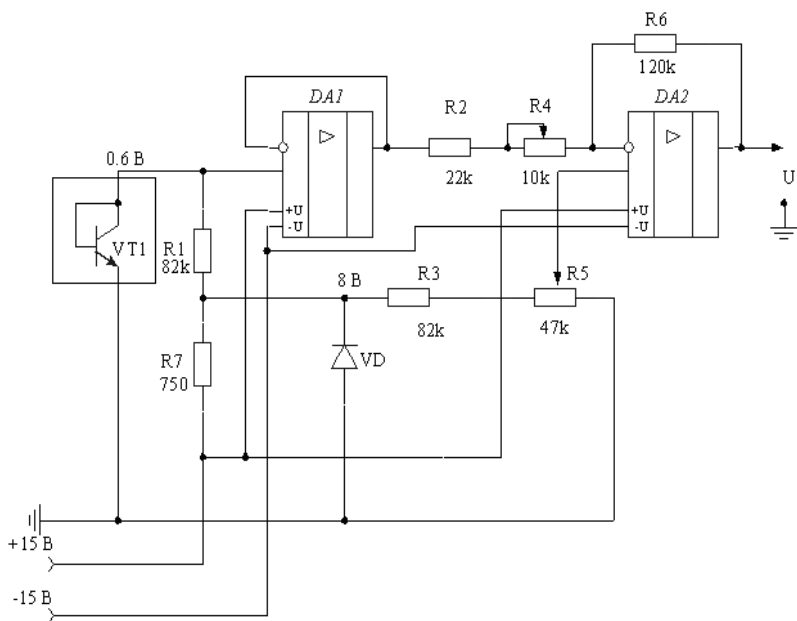 R6
120k
DA1
DA2
R2
R4
22k
10k
0.6 В
U
+U
-U
+U
-U
VT1
R1
82k
8 В
R3
R5
82k
47k
R7
750
VD
+15 В
-15 В